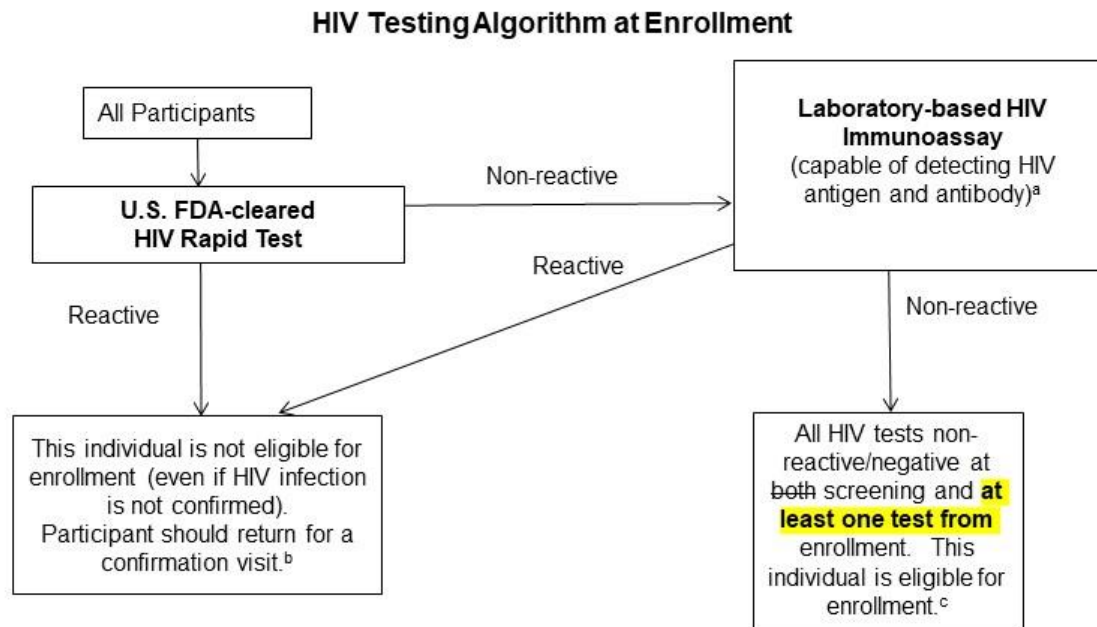 HIV Testing Algorithm at Enrollment
All Participants
U.S. FDA-cleared
HIV Rapid Test
Non-reactive
Laboratory-based HIV
Immunoassay
(capable of detecting HIV
antigen and antibody)ᵃ
Reactive
Reactive
Non-reactive
This individual is not eligible for
enrollment (even if HIV infection
is not confirmed).
Participant should return for a
confirmation visit.ᵇ
All HIV tests non-
reactive/negative at
both screening and at
least one test from
enrollment. This
individual is eligible for
enrollment.ᶜ